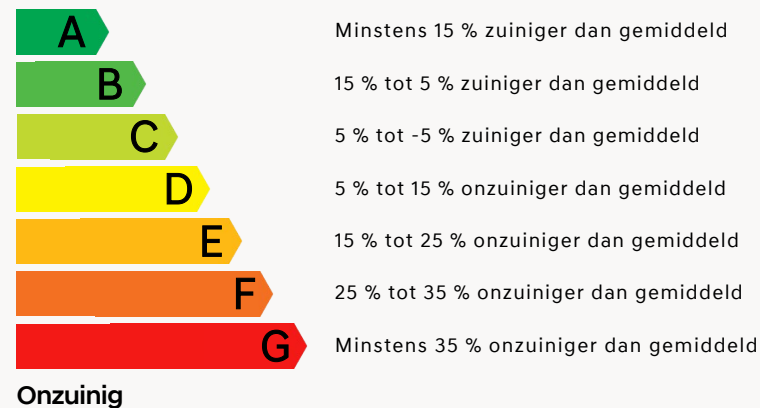 A Minstens 15 % zuiniger dan gemiddeld
B 15 % tot 5 % zuiniger dan gemiddeld
C 5 % tot -5 % zuiniger dan gemiddeld
D 5 % tot 15 % onzuiniger dan gemiddeld
E 15 % tot 25 % onzuiniger dan gemiddeld
F 25 % tot 35 % onzuiniger dan gemiddeld
G Minstens 35 % onzuiniger dan gemiddeld
Onzuinig